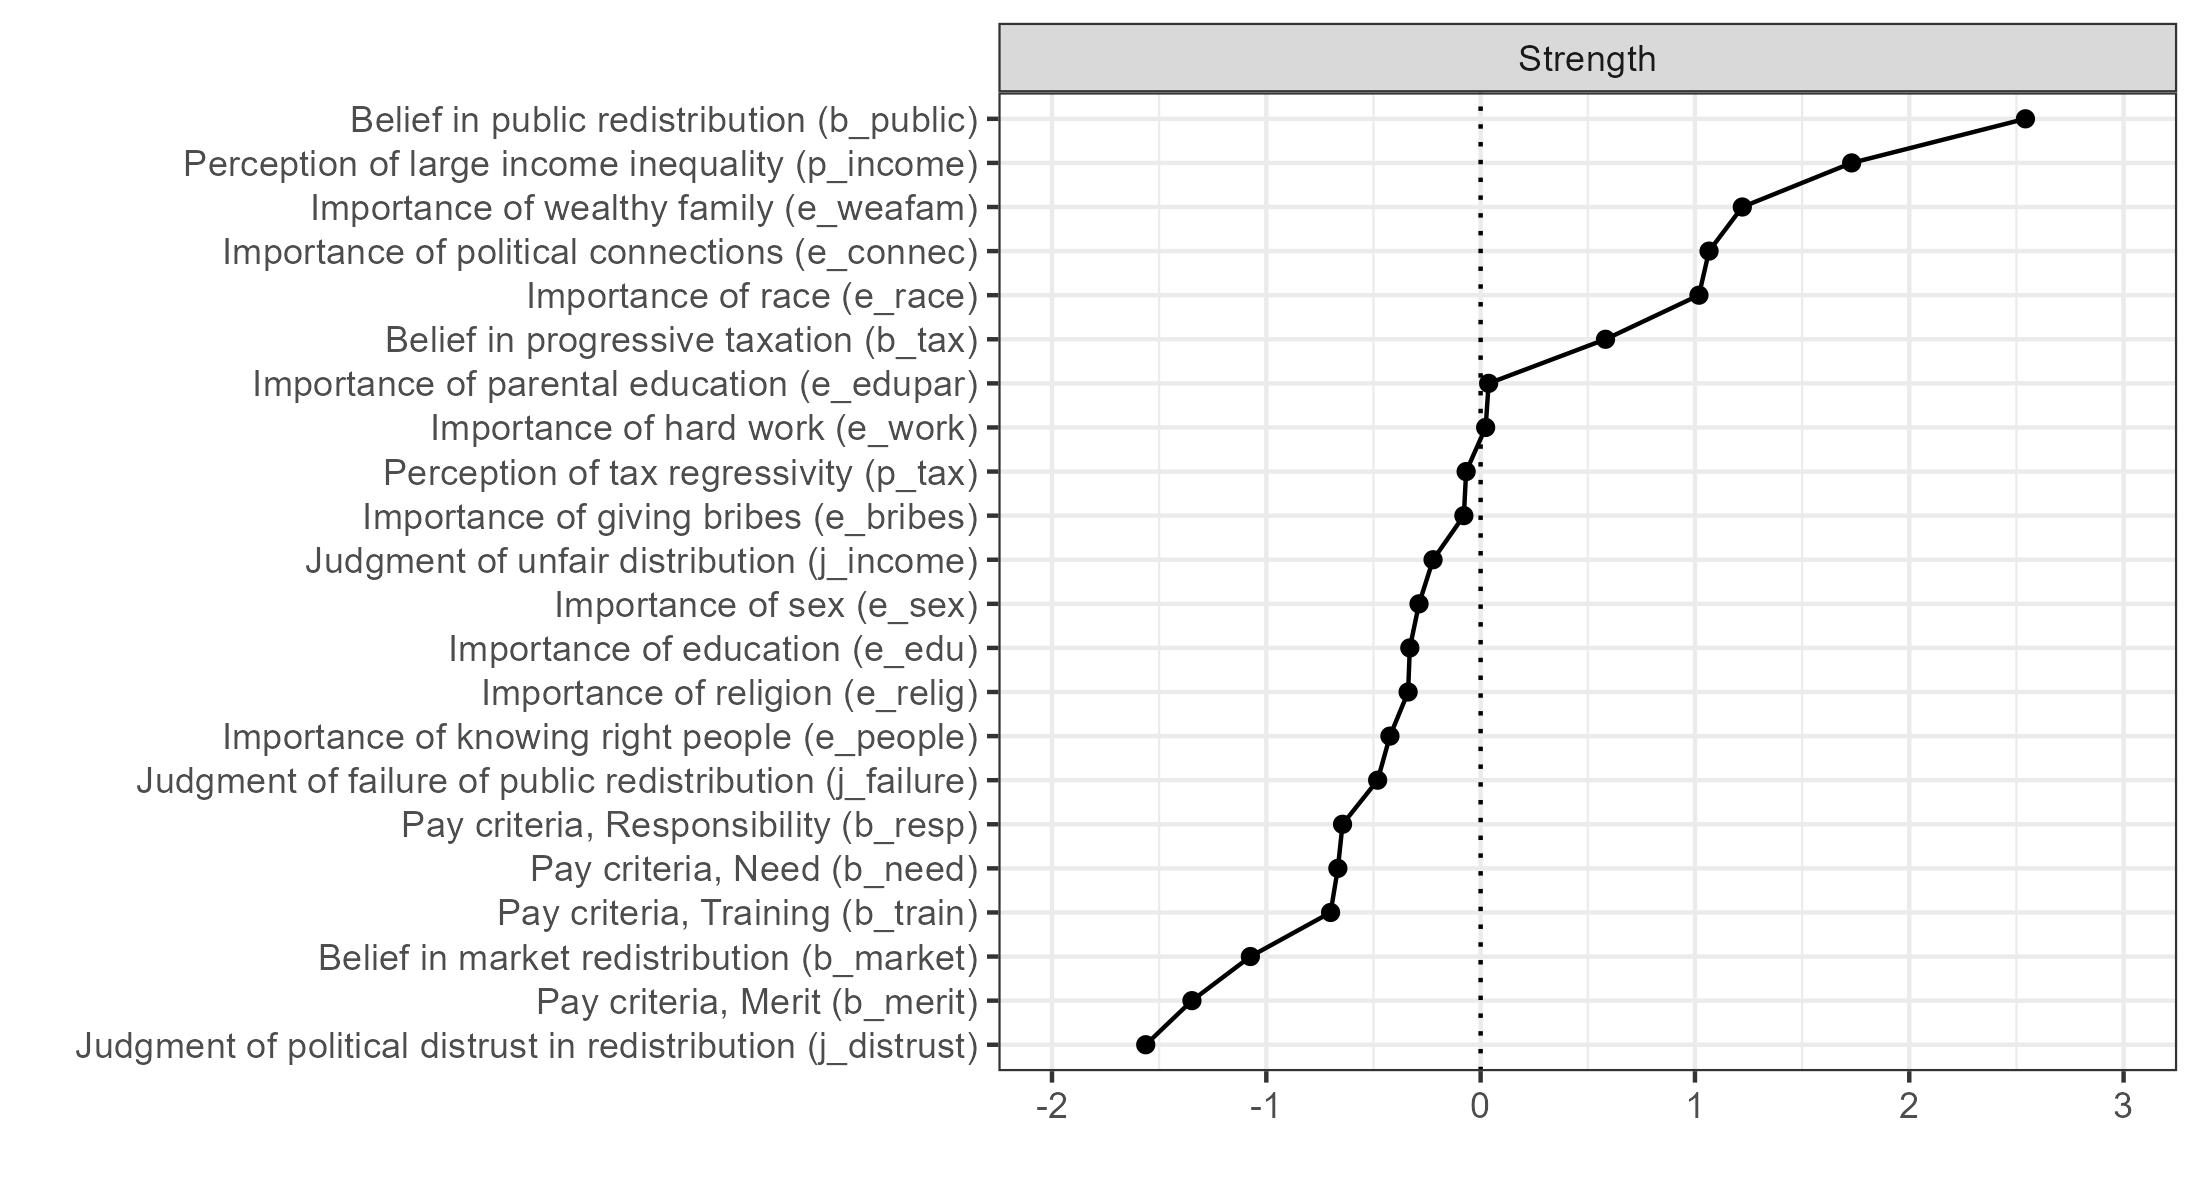 Strength
Belief in public redistribution (b_public)
Perception of large income inequality (p_income)
Importance of wealthy family (e_weafam)
Importance of political connections (e_connec)
Importance of race (e_race)
Belief in progressive taxation (b_tax)
Importance of parental education (e_edupar)
Importance of hard work (e_work)
Perception of tax regressivity (p_tax)
Importance of giving bribes (e_bribes)
Judgment of unfair distribution (j_income)
Importance of sex (e_sex)
Importance of education (e_edu)
Importance of religion (e_relig)
Importance of knowing right people (e_people)
Judgment of failure of public redistribution (j_failure)
Pay criteria, Responsibility (b_resp)
Pay criteria, Need (b_need)
Pay criteria, Training (b_train)
Belief in market redistribution (b_market)
Pay criteria, Merit (b_merit)
Judgment of political distrust in redistribution (j_distrust)
-2 -1 0 1 2 3